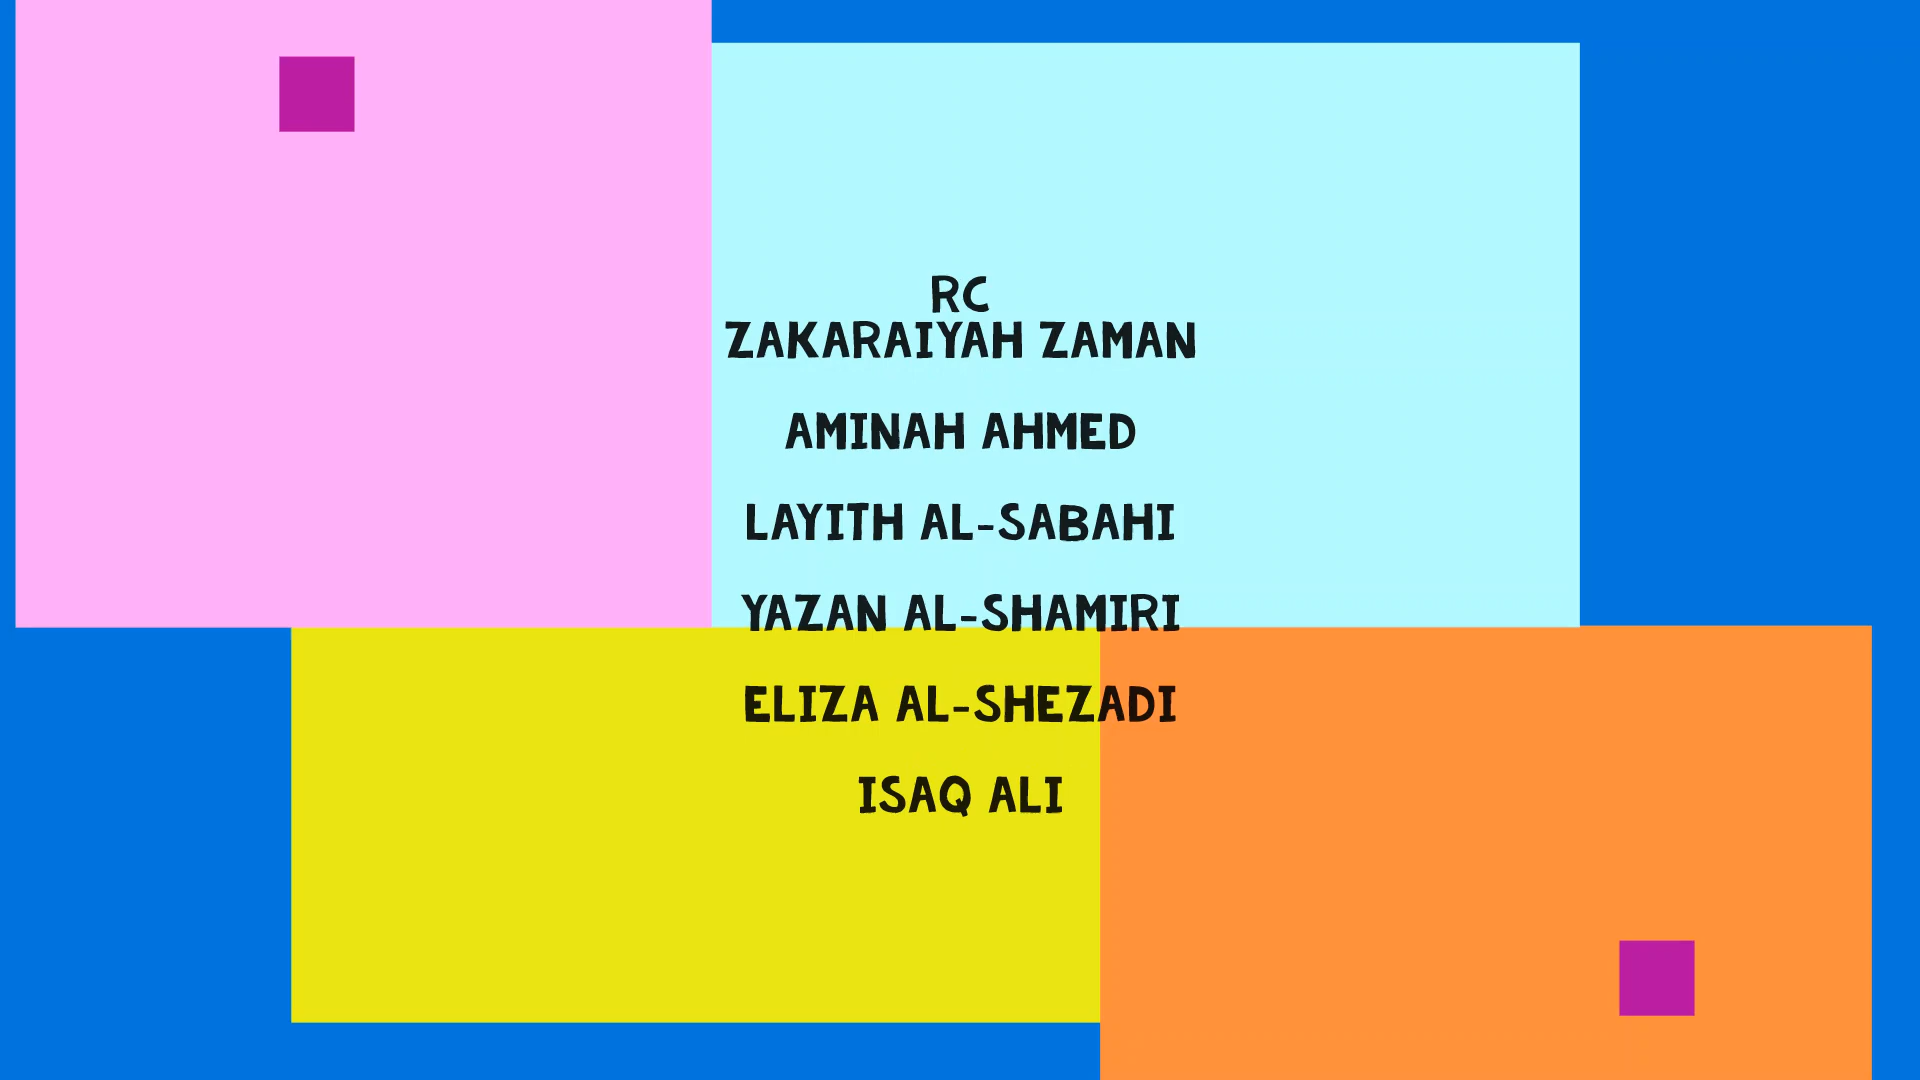 RC
ZAKARAIYAH ZAMAN
AMINAH AHMED
LAYITH AL-SABAHI
YAZAN AL-SHAMIRI
ELIZA AL-SHEZADI
ISAQ ALI